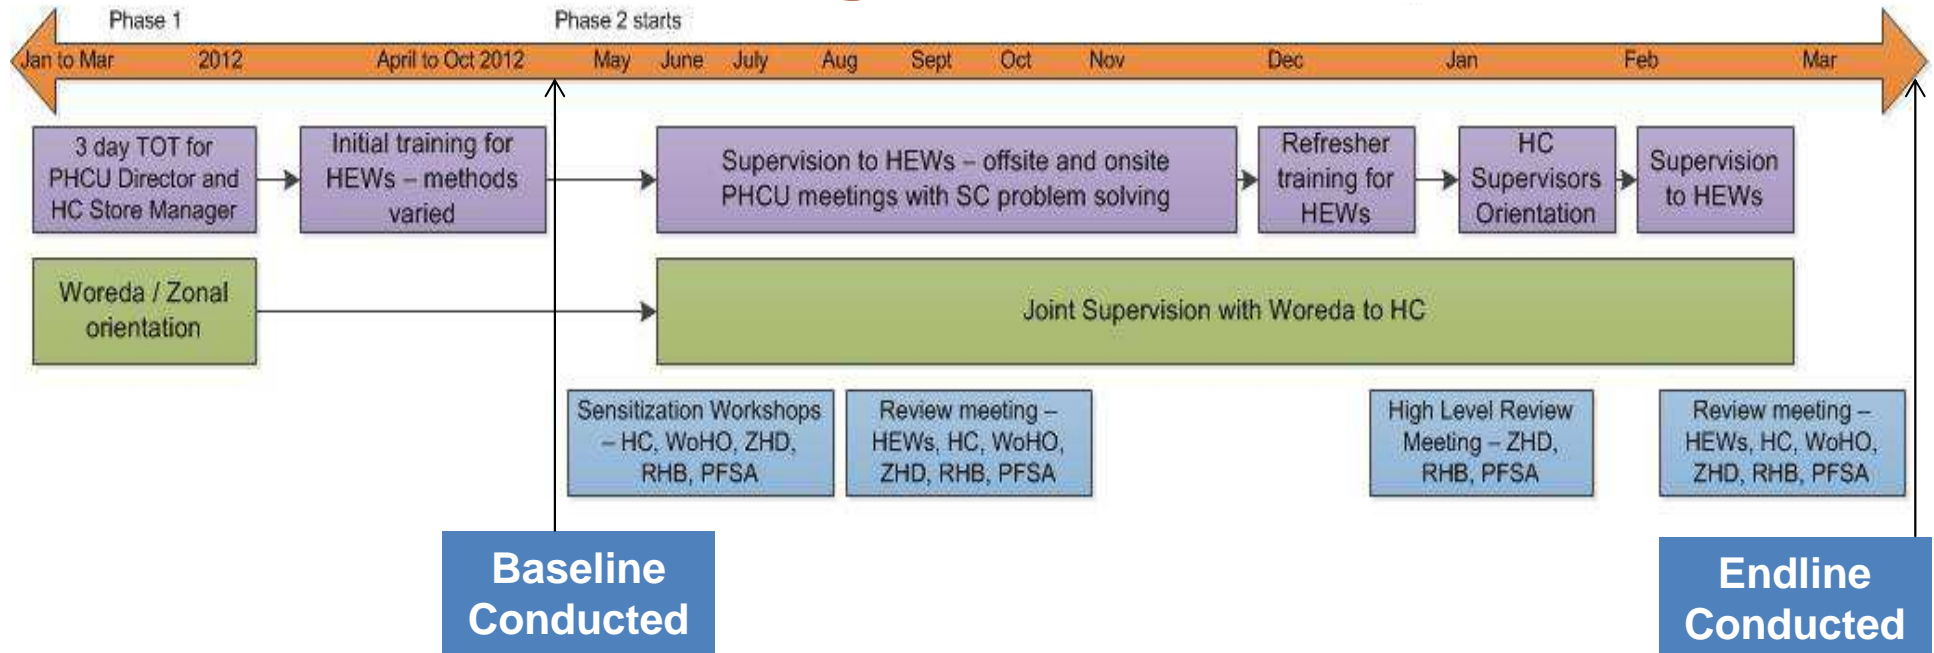 Phase 1
Phase 2 starts
Jan to Mar 2012 April to Oct 2012 May June July Aug Sept Oct Nov Dec Jan Feb Mar
3 day TOT for
PHCU Director and
HC Store Manager
Initial training for
HEWs – methods
varied
Supervision to HEWs – offsite and onsite
PHCU meetings with SC problem solving
Refresher
training for
HEWs
HC
Supervisors
Orientation
Supervision
to HEWs
Woreda / Zonal
orientation
Joint Supervision with Woreda to HC
Sensitization Workshops
– HC, WoHO, ZHD,
RHB, PFSA
Review meeting –
HEWs, HC, WoHO,
ZHD, RHB, PFSA
High Level Review
Meeting – ZHD,
RHB, PFSA
Review meeting –
HEWs, HC, WoHO,
ZHD, RHB, PFSA
Baseline
Conducted
Endline
Conducted